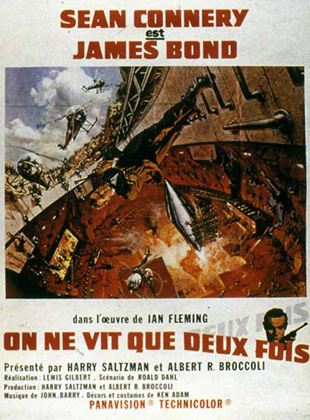 SEAN CONNERY
est
JAMES BOND
dans l'œuvre de IAN FLEMING
DEUX FOIS
ON NE VIT QUE DEUX FOIS
Présenté par HARRY SALTZMAN et ALBERT R. BROCCOLI
Réalisation : LEWIS GILBERT . Scénario de ROALD DAHL
Production : HARRY SALTZMAN et ALBERT R. BROCCOLI
Musique de JOHN. BARRY . Décors et costumes de KEN ADAM
PANAVISION ® TECHNICOLOR ®